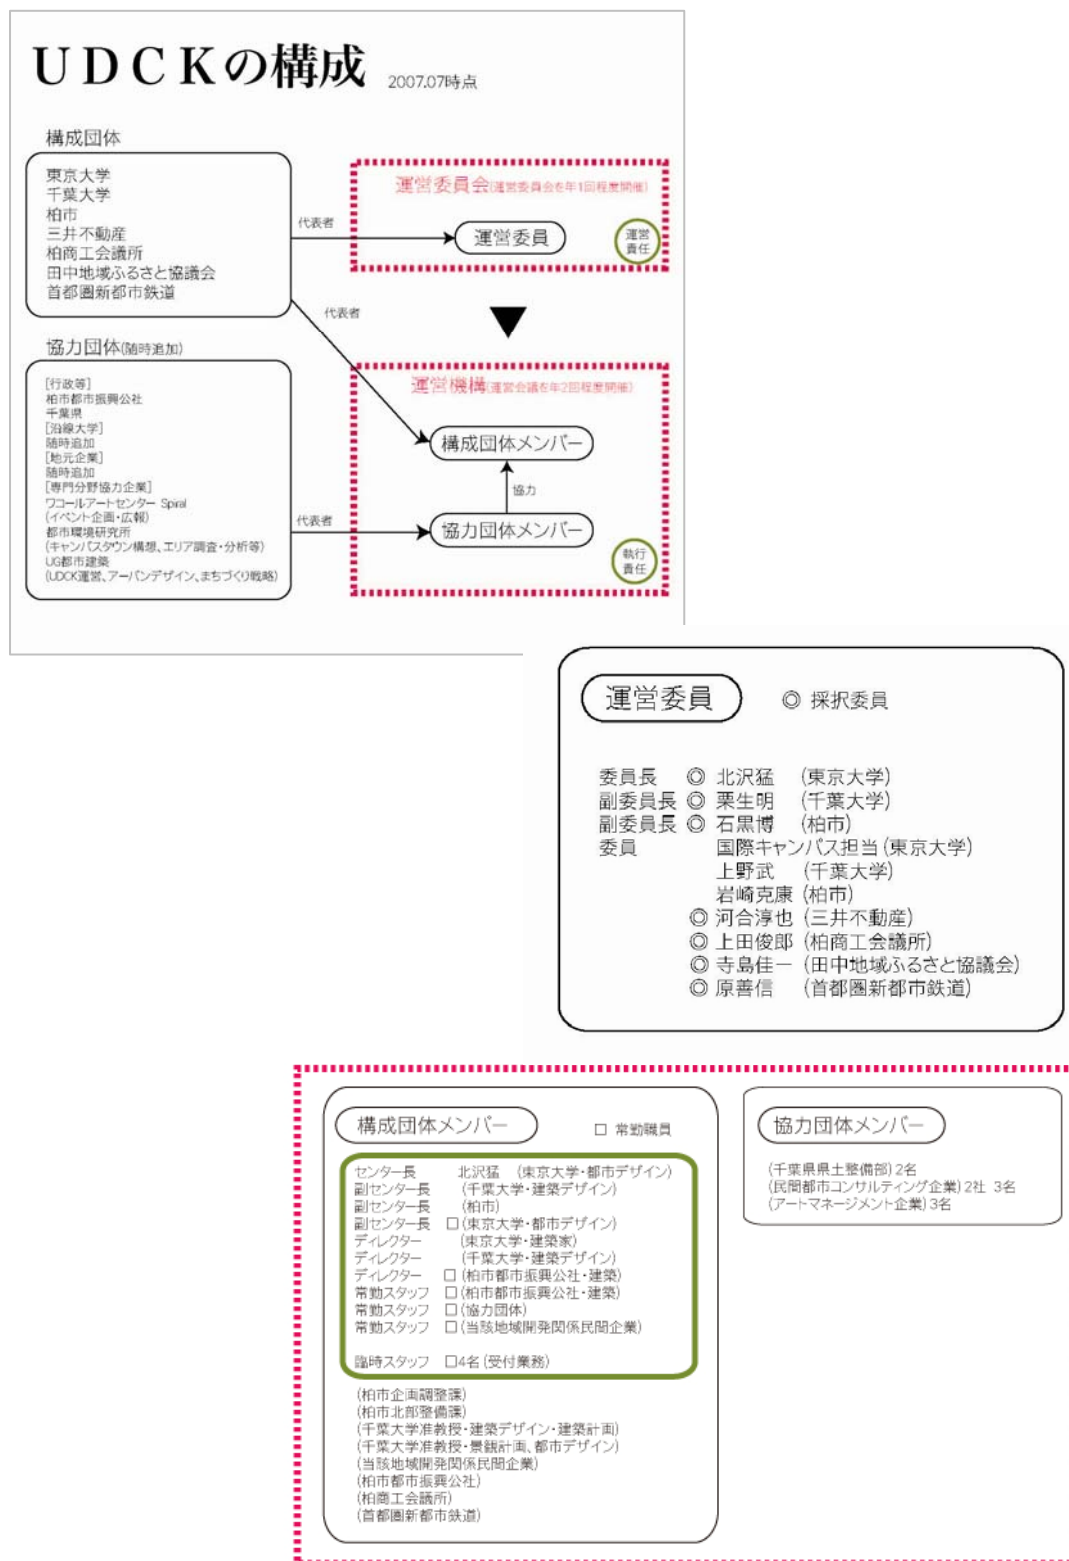 UDCKの構成 2007.07時点
構成団体
東京大学
千葉大学
柏市
三井不動産
柏商工会議所
田中地域ふるさと協議会
首都圏新都市鉄道
代表者
運営委員会(運営委員会を年1回程度開催)
運営委員
運営
責任
代表者
協力団体(随時追加)
[行政等]
柏市都市振興公社
千葉県
[沿線大学]
随時追加
[地元企業]
随時追加
[専門分野協力企業]
ワコールアートセンター Spiral
(イベント企画・広報)
都市環境研究所
(キャンパスタウン構想、エリア調査・分析等)
UG都市建築
(UDCK運営、アーバンデザイン、まちづくり戦略)
代表者
運営機構(運営会議を年2回程度開催)
構成団体メンバー
協力
協力団体メンバー
執行
責任
運営委員 ◎ 採択委員
委員長 ◎ 北沢猛 (東京大学)
副委員長 ◎ 栗生明 (千葉大学)
副委員長 ◎ 石黒博 (柏市)
委員 国際キャンパス担当(東京大学)
上野武 (千葉大学)
岩崎克康 (柏市)
◎ 河合淳也 (三井不動産)
◎ 上田俊郎 (柏商工会議所)
◎ 寺島佳一 (田中地域ふるさと協議会)
◎ 原善信 (首都圏新都市鉄道)
構成団体メンバー □ 常勤職員
センター長 北沢猛 (東京大学・都市デザイン)
副センター長 (千葉大学・建築デザイン)
副センター長 (柏市)
副センター長 □(東京大学・都市デザイン)
ディレクター (東京大学・建築家)
ディレクター (千葉大学・建築デザイン)
ディレクター □(柏市都市振興公社・建築)
常勤スタッフ □(柏市都市振興公社・建築)
常勤スタッフ □(協力団体)
常勤スタッフ □(当該地域開発関係民間企業)
臨時スタッフ □4名(受付業務)
(柏市企画調整課)
(柏市北部整備課)
(千葉大学准教授・建築デザイン・建築計画)
(千葉大学准教授・景観計画、都市デザイン)
(当該地域開発関係民間企業)
(柏市都市振興公社)
(柏商工会議所)
(首都圏新都市鉄道)
協力団体メンバー
(千葉県県土整備部)2名
(民間都市コンサルティング企業)2社 3名
(アートマネージメント企業)3名